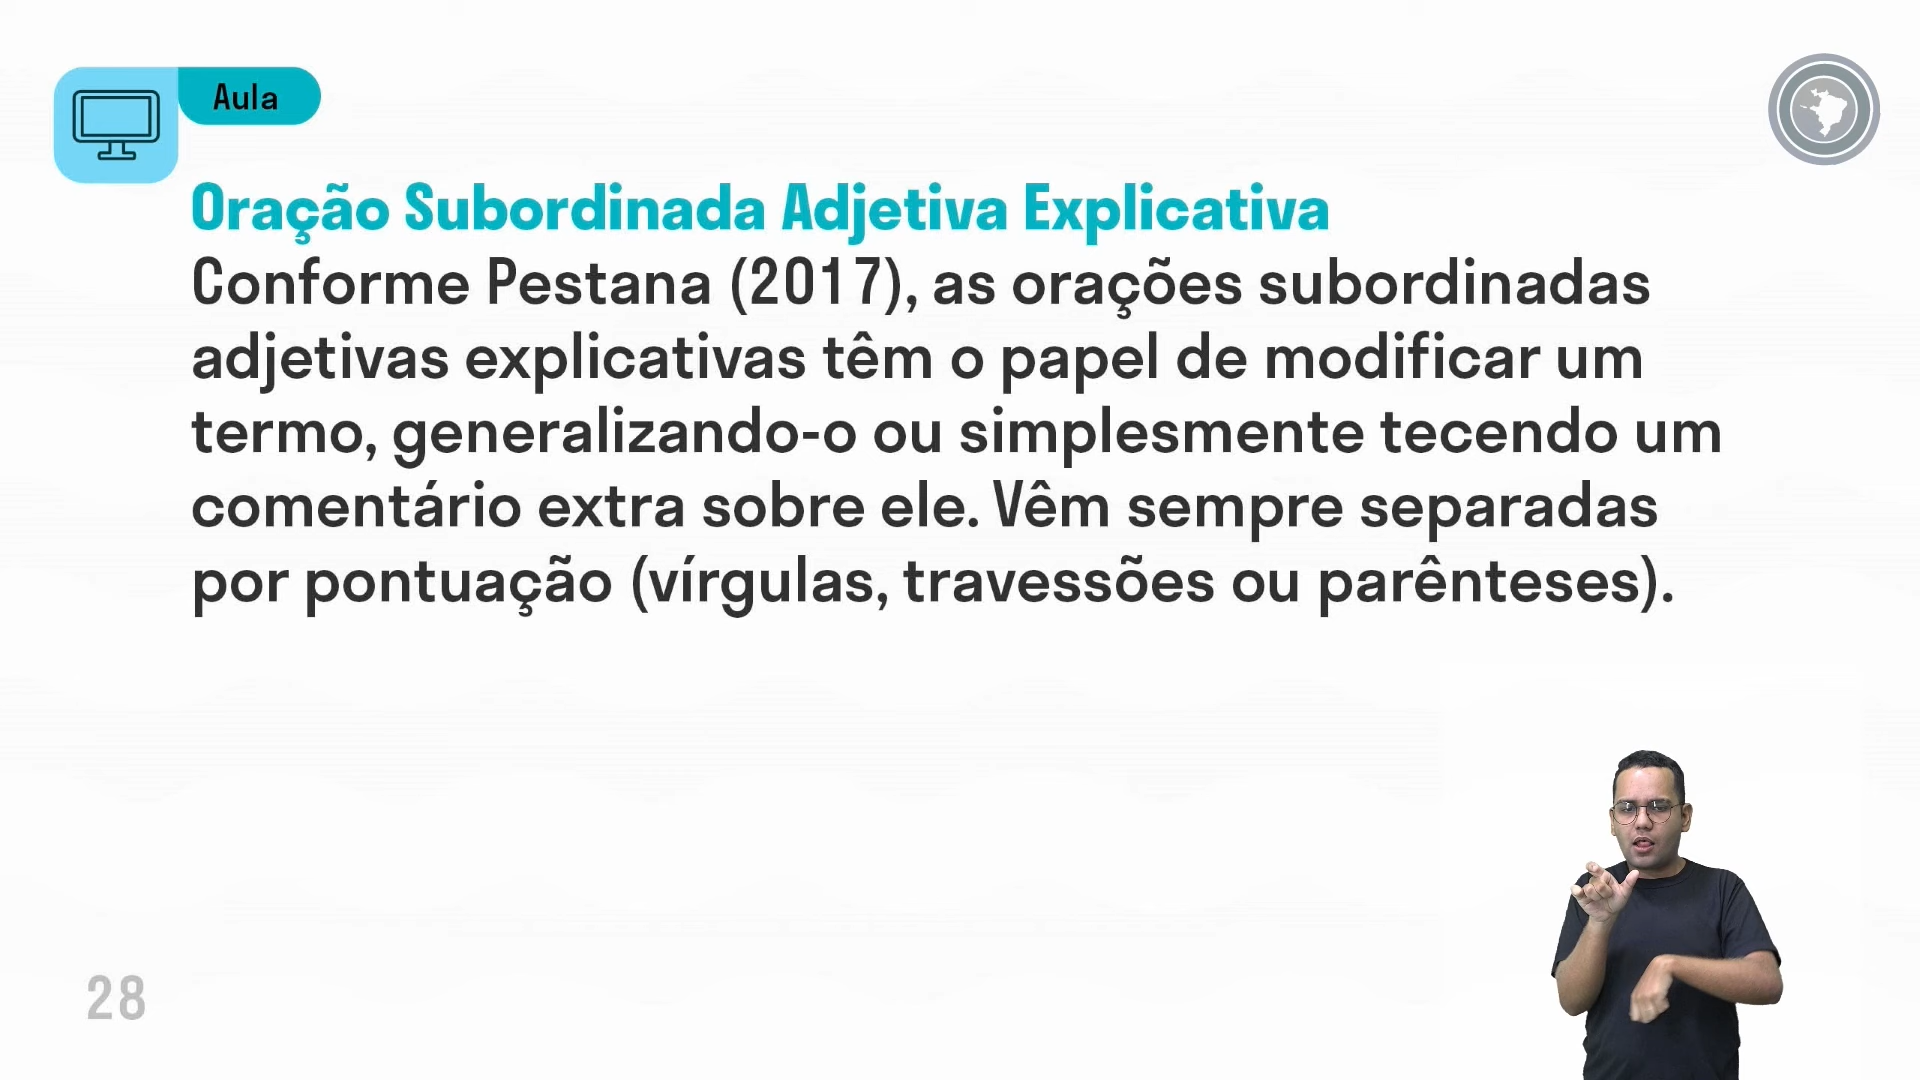 Aula
Oração Subordinada Adjetiva Explicativa
Conforme Pestana (2017), as orações subordinadas
adjetivas explicativas têm o papel de modificar um
termo, generalizando-o ou simplesmente tecendo um
comentário extra sobre ele. Vêm sempre separadas
por pontuação (vírgulas, travessões ou parênteses).
28